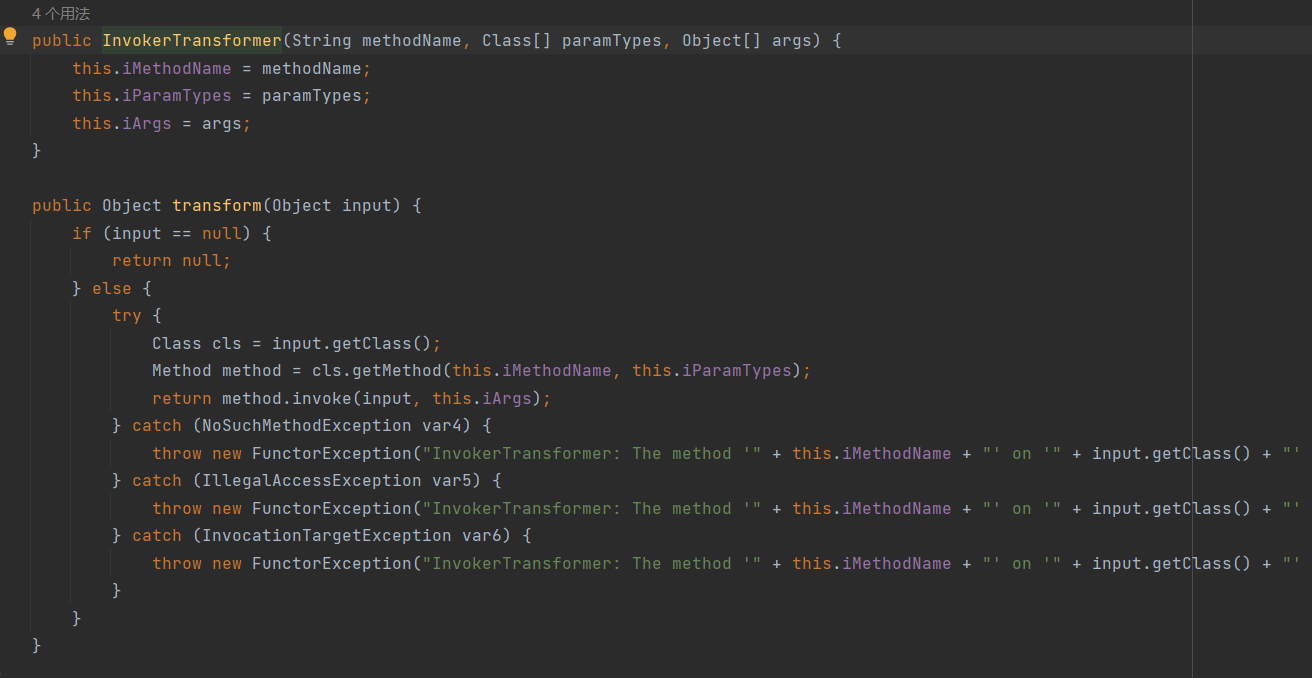 4 个用法
public InvokerTransformer(String methodName, Class[] paramTypes, Object[] args) {
this.iMethodName = methodName;
this.iParamTypes = paramTypes;
this.iArgs = args;
}
public Object transform(Object input) {
if (input == null) {
return null;
} else {
try {
Class cls = input.getClass();
Method method = cls.getMethod(this.iMethodName, this.iParamTypes);
return method.invoke(input, this.iArgs);
} catch (NoSuchMethodException var4) {
throw new FunctorException("InvokerTransformer: The method '" + this.iMethodName + "' on '" + input.getClass() + "'
} catch (IllegalAccessException var5) {
throw new FunctorException("InvokerTransformer: The method '" + this.iMethodName + "' on '" + input.getClass() + "'
} catch (InvocationTargetException var6) {
throw new FunctorException("InvokerTransformer: The method '" + this.iMethodName + "' on '" + input.getClass() + "'
}
}
}